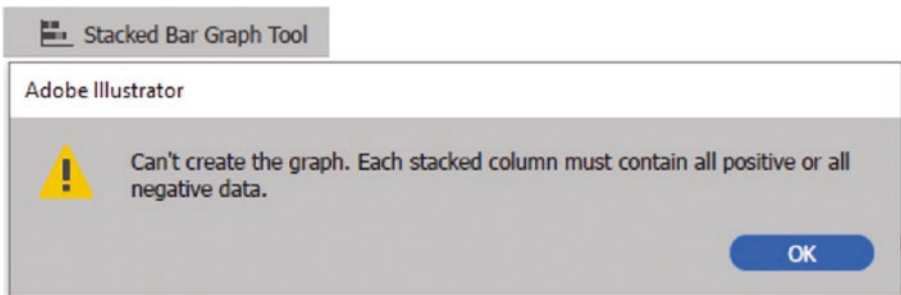 Stacked Bar Graph Tool
Adobe Illustrator
Can't create the graph. Each stacked column must contain all positive or all
negative data.
OK